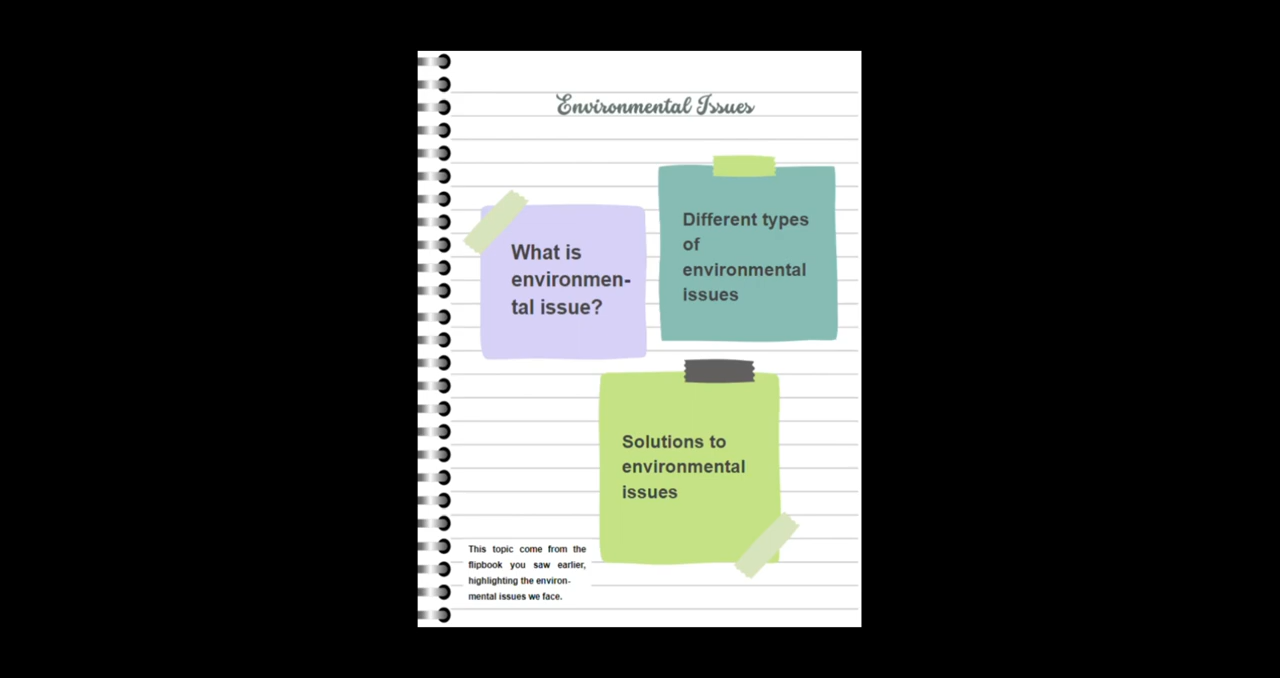 Environmental Issues
What is
environmen-
tal issue?
Different types
of
environmental
issues
Solutions to
environmental
issues
This topic come from the
flipbook you saw earlier,
highlighting the environ-
mental issues we face.